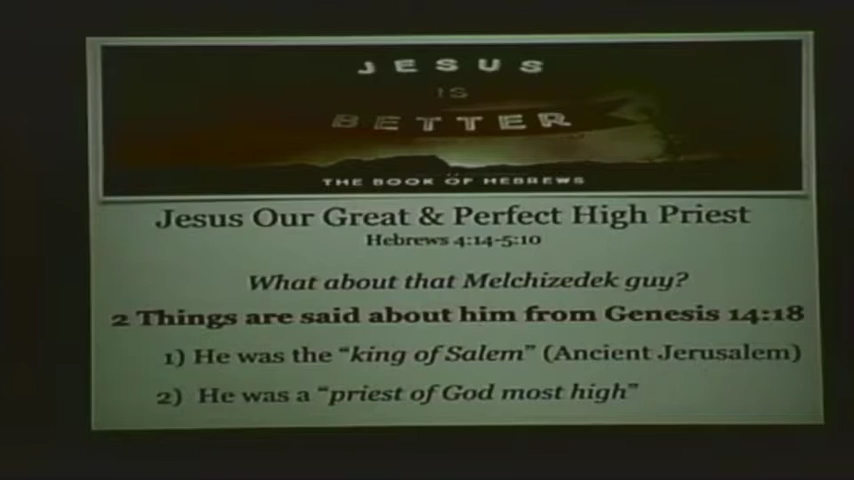 JESUS
IS
BETTER
THE BOOK OF HEBREWS
Jesus Our Great & Perfect High Priest
Hebrews 4:14-5:10
What about that Melchizedek guy?
2 Things are said about him from Genesis 14:18
1) He was the “king of Salem” (Ancient Jerusalem)
2) He was a “priest of God most high”